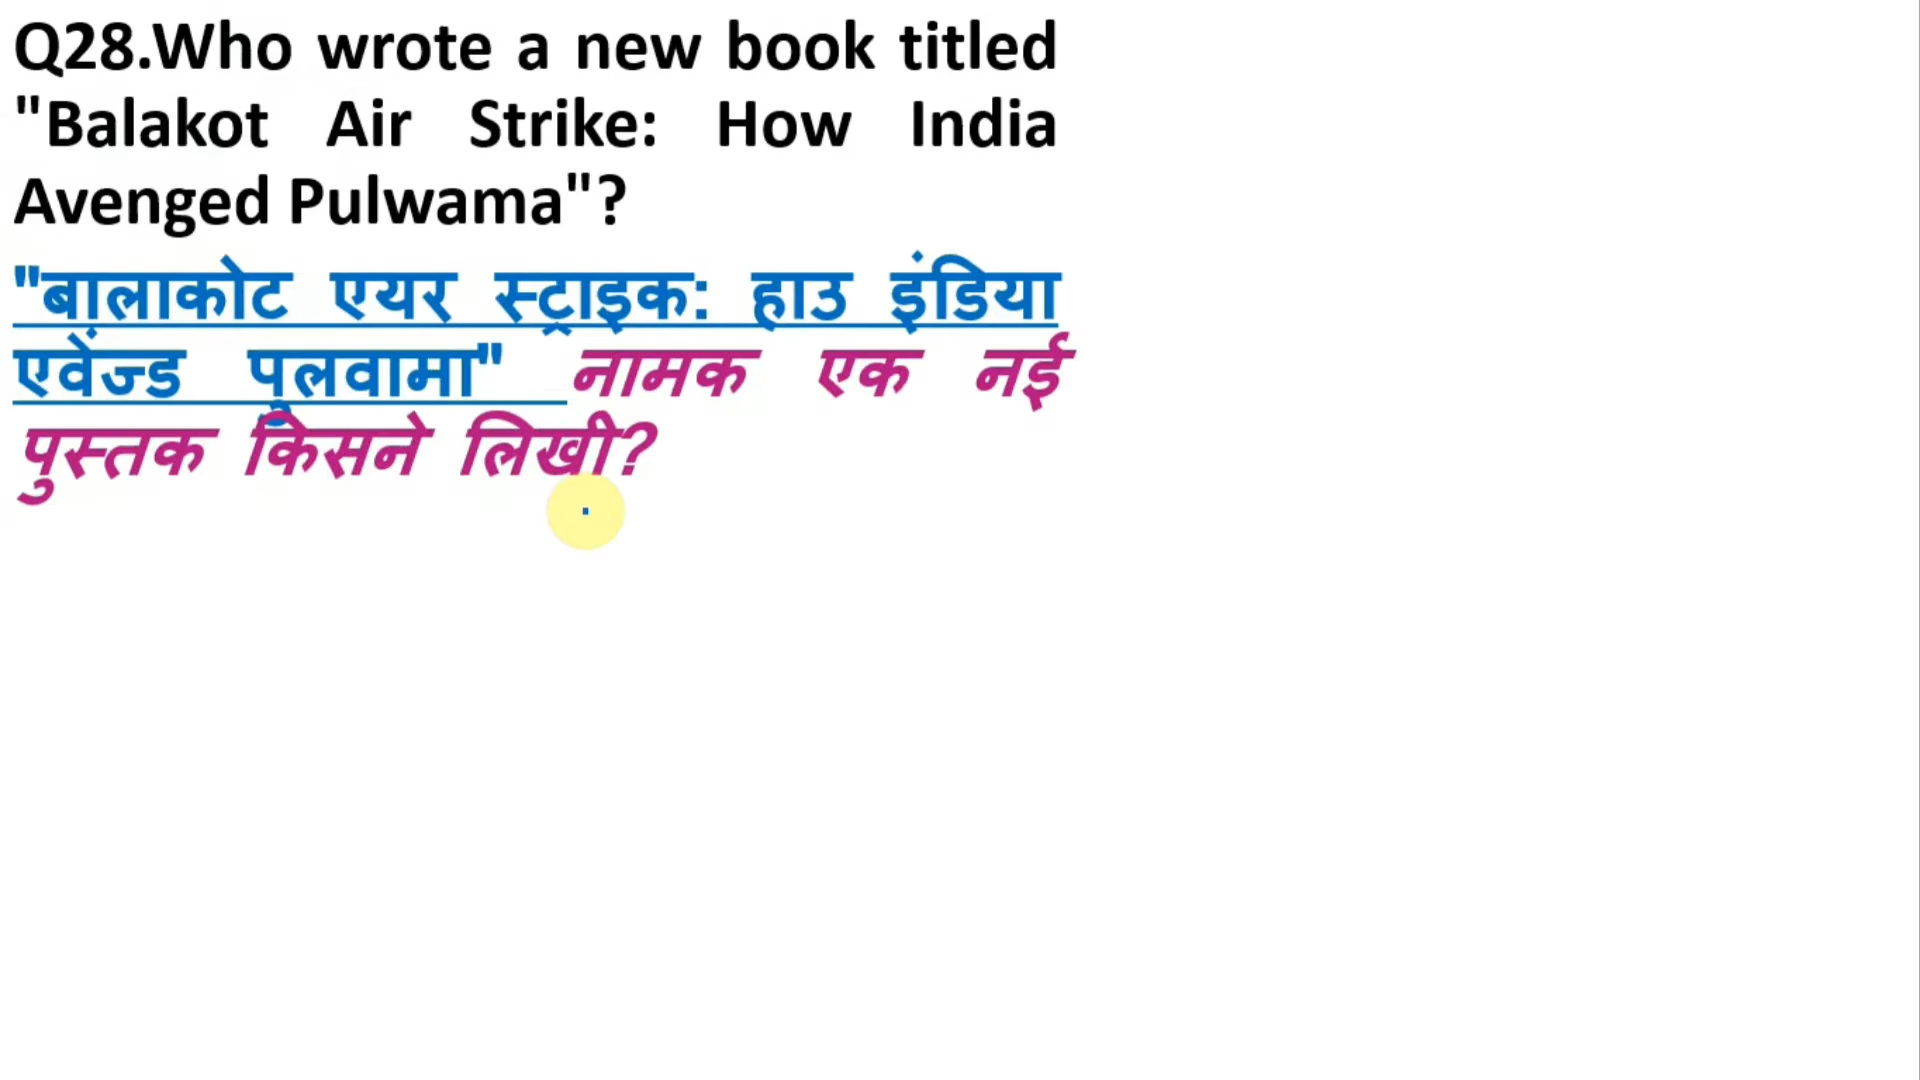 Q28.Who wrote a new book titled
"Balakot Air Strike: How India
Avenged Pulwama"?
"बालाकोट एयर स्ट्राइक: हाउ इंडिया
एवेंज्ड पुलवामा" नामक एक नई
पुस्तक किसने लिखी?